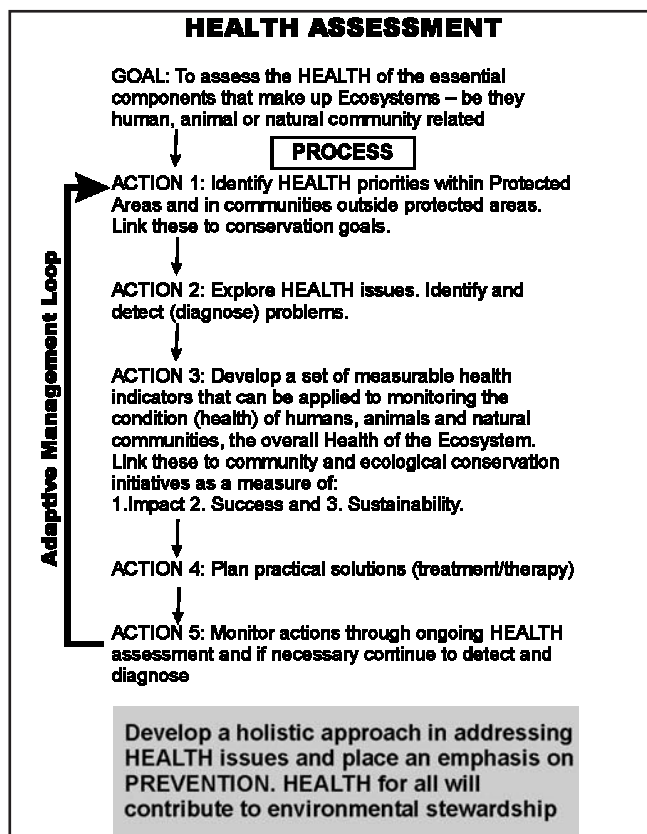 HEALTH ASSESSMENT
GOAL: To assess the HEALTH of the essential
components that make up Ecosystems – be they
human, animal or natural community related
PROCESS
ACTION 1: Identify HEALTH priorities within Protected
Areas and in communities outside protected areas.
Link these to conservation goals.
ACTION 2: Explore HEALTH issues. Identify and
detect (diagnose) problems.
ACTION 3: Develop a set of measurable health
indicators that can be applied to monitoring the
condition (health) of humans, animals and natural
communities, the overall Health of the Ecosystem.
Link these to community and ecological conservation
initiatives as a measure of:
1.Impact 2. Success and 3. Sustainability.
ACTION 4: Plan practical solutions (treatment/therapy)
ACTION 5: Monitor actions through ongoing HEALTH
assessment and if necessary continue to detect and
diagnose
Adaptive Management Loop
Develop a holistic approach in addressing
HEALTH issues and place an emphasis on
PREVENTION. HEALTH for all will
contribute to environmental stewardship